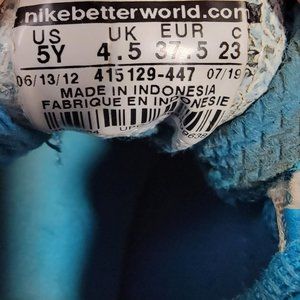 nikebetterworld.com
US UK EUR C
5Y 4.5 37.5 23
06/13/12 415129-447 07/19
MADE IN INDONESIA
FABRIQUE EN INDONESIE